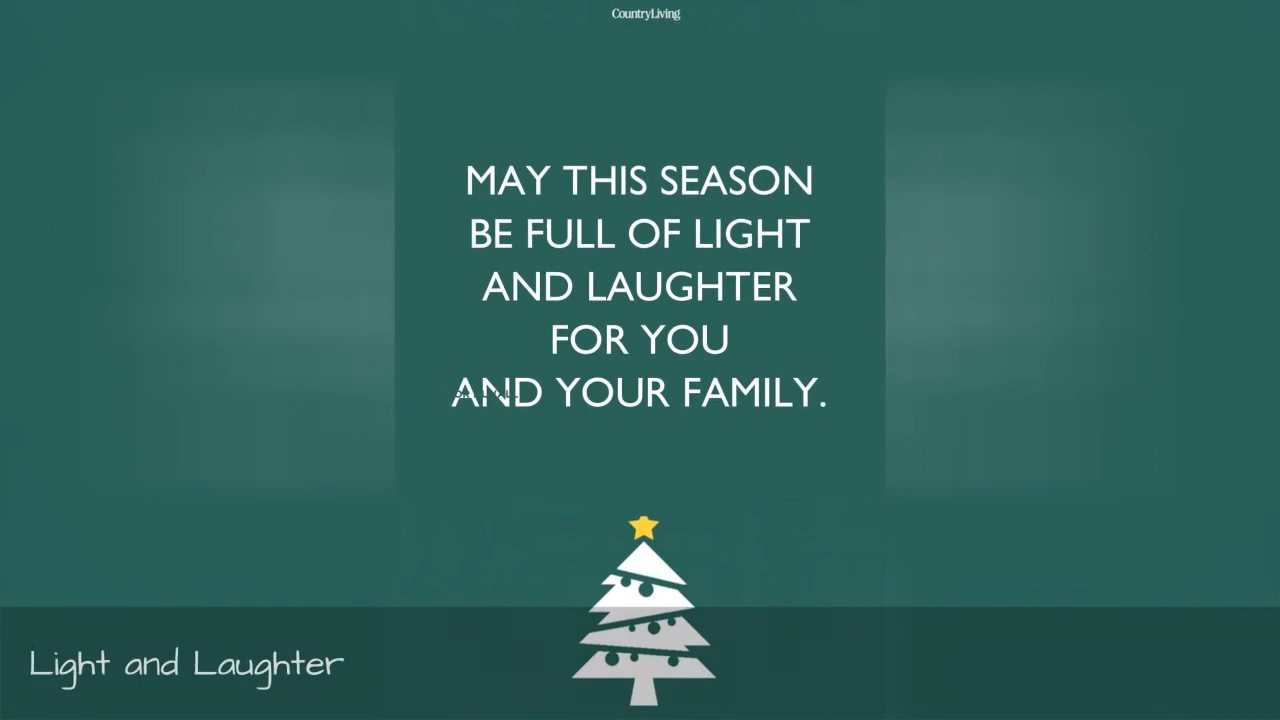 CountryLiving
MAY THIS SEASON
BE FULL OF LIGHT
AND LAUGHTER
FOR YOU
AND YOUR FAMILY.
Light and Laughter